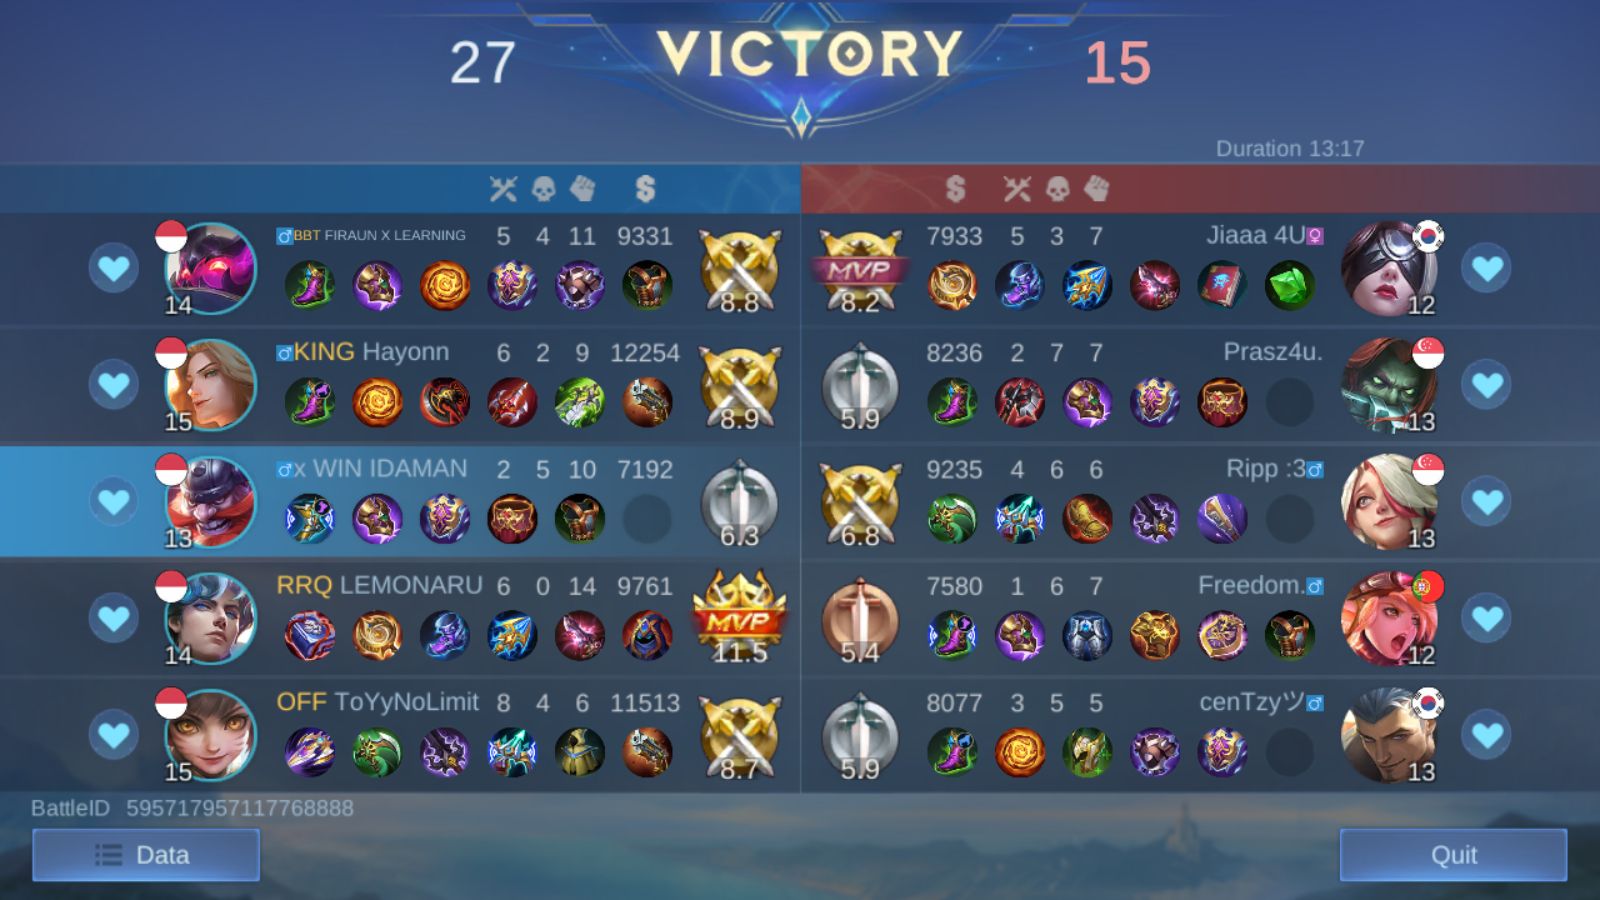 27 VICTORY 15
Duration 13:17
BBT FIRAUN X LEARNING 5 4 11 9331
14 8.8
MVP 8.2 7933 5 3 7 Jiaaa 4U
12
KING Hayonn 6 2 9 12254
15 8.9
5.9 8236 2 7 7 Prasz4u.
13
x WIN IDAMAN 2 5 10 7192
13 6.3
6.8 9235 4 6 6 Ripp :3
13
RRQ LEMONARU 6 0 14 9761
14 MVP 11.5
5.4 7580 1 6 7 Freedom.
12
OFF ToYyNoLimit 8 4 6 11513
15 8.7
5.9 8077 3 5 5 cenTzyツ
13
BattleID 595717957117768888
Data
Quit